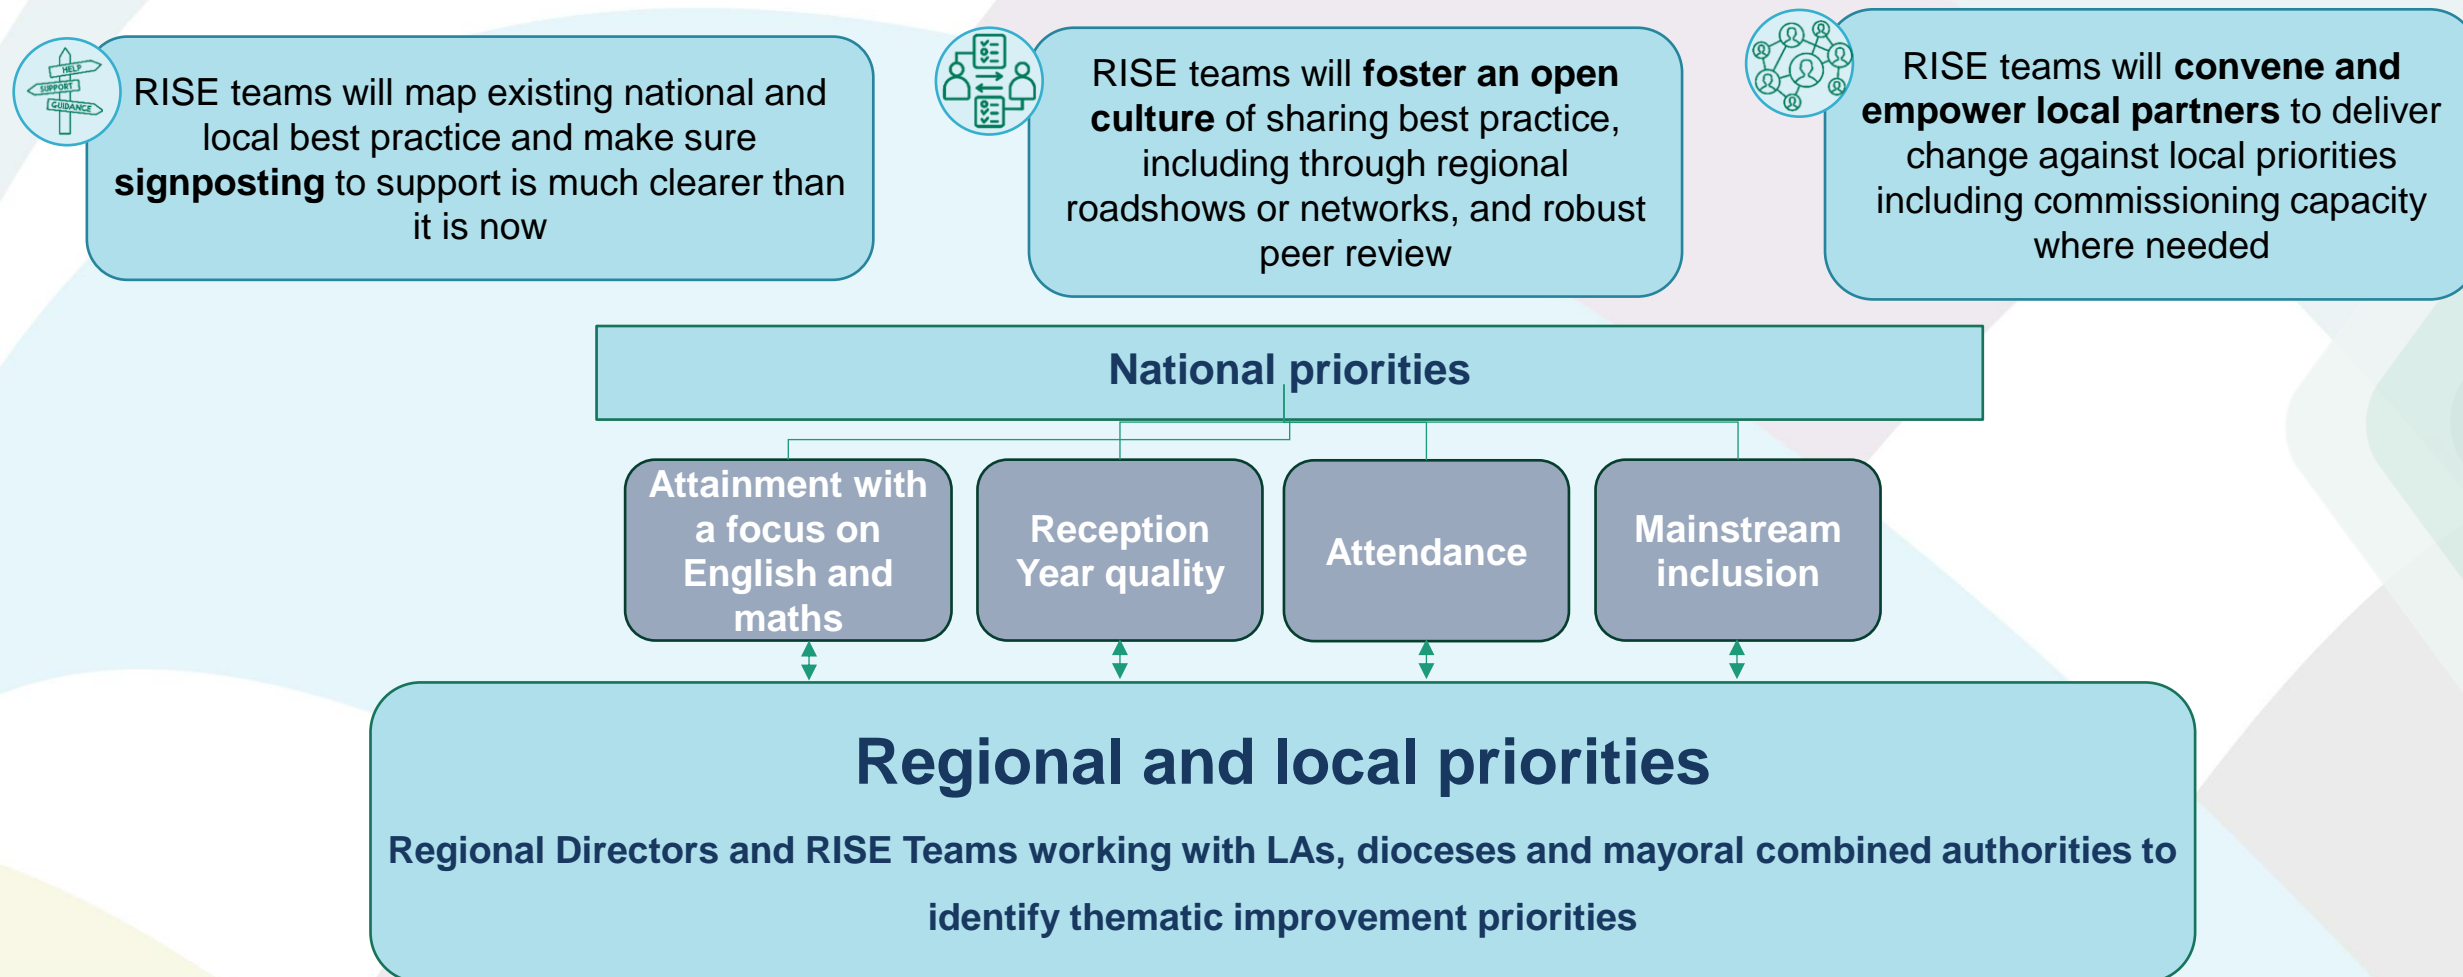 HELP
SUPPORT
GUIDANCE
RISE teams will map existing national and
local best practice and make sure
signposting to support is much clearer than
it is now
RISE teams will foster an open
culture of sharing best practice,
including through regional
roadshows or networks, and robust
peer review
RISE teams will convene and
empower local partners to deliver
change against local priorities
including commissioning capacity
where needed
National priorities
Attainment with
a focus on
English and
maths
Reception
Year quality
Attendance
Mainstream
inclusion
Regional and local priorities
Regional Directors and RISE Teams working with LAs, dioceses and mayoral combined authorities to
identify thematic improvement priorities